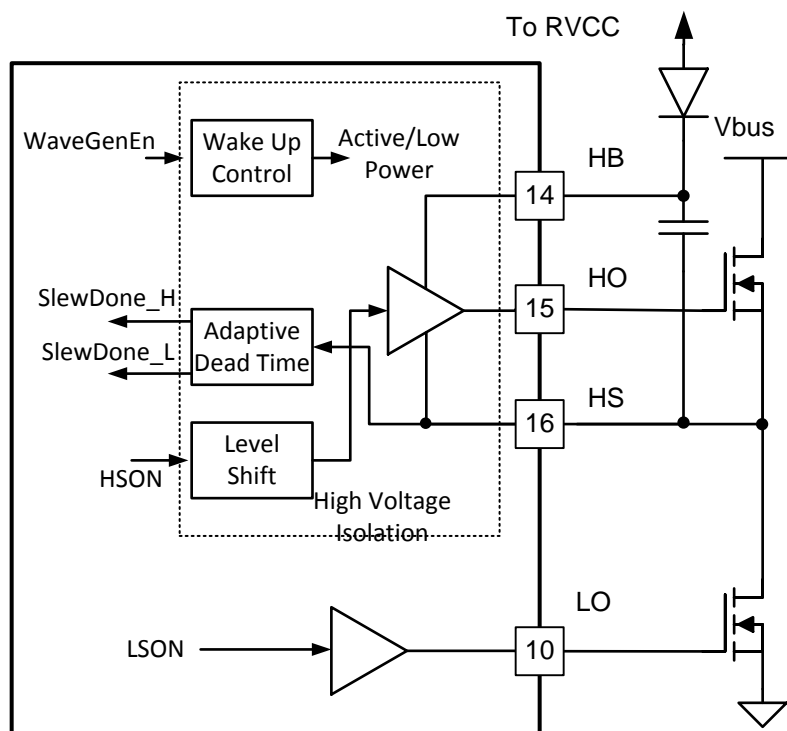 To RVCC
Vbus
WaveGenEn
Wake Up
Control
Active/Low
Power
HB
14
SlewDone_H
SlewDone_L
Adaptive
Dead Time
HO
15
HS
16
HSON
Level
Shift
High Voltage
Isolation
LO
LSON
10